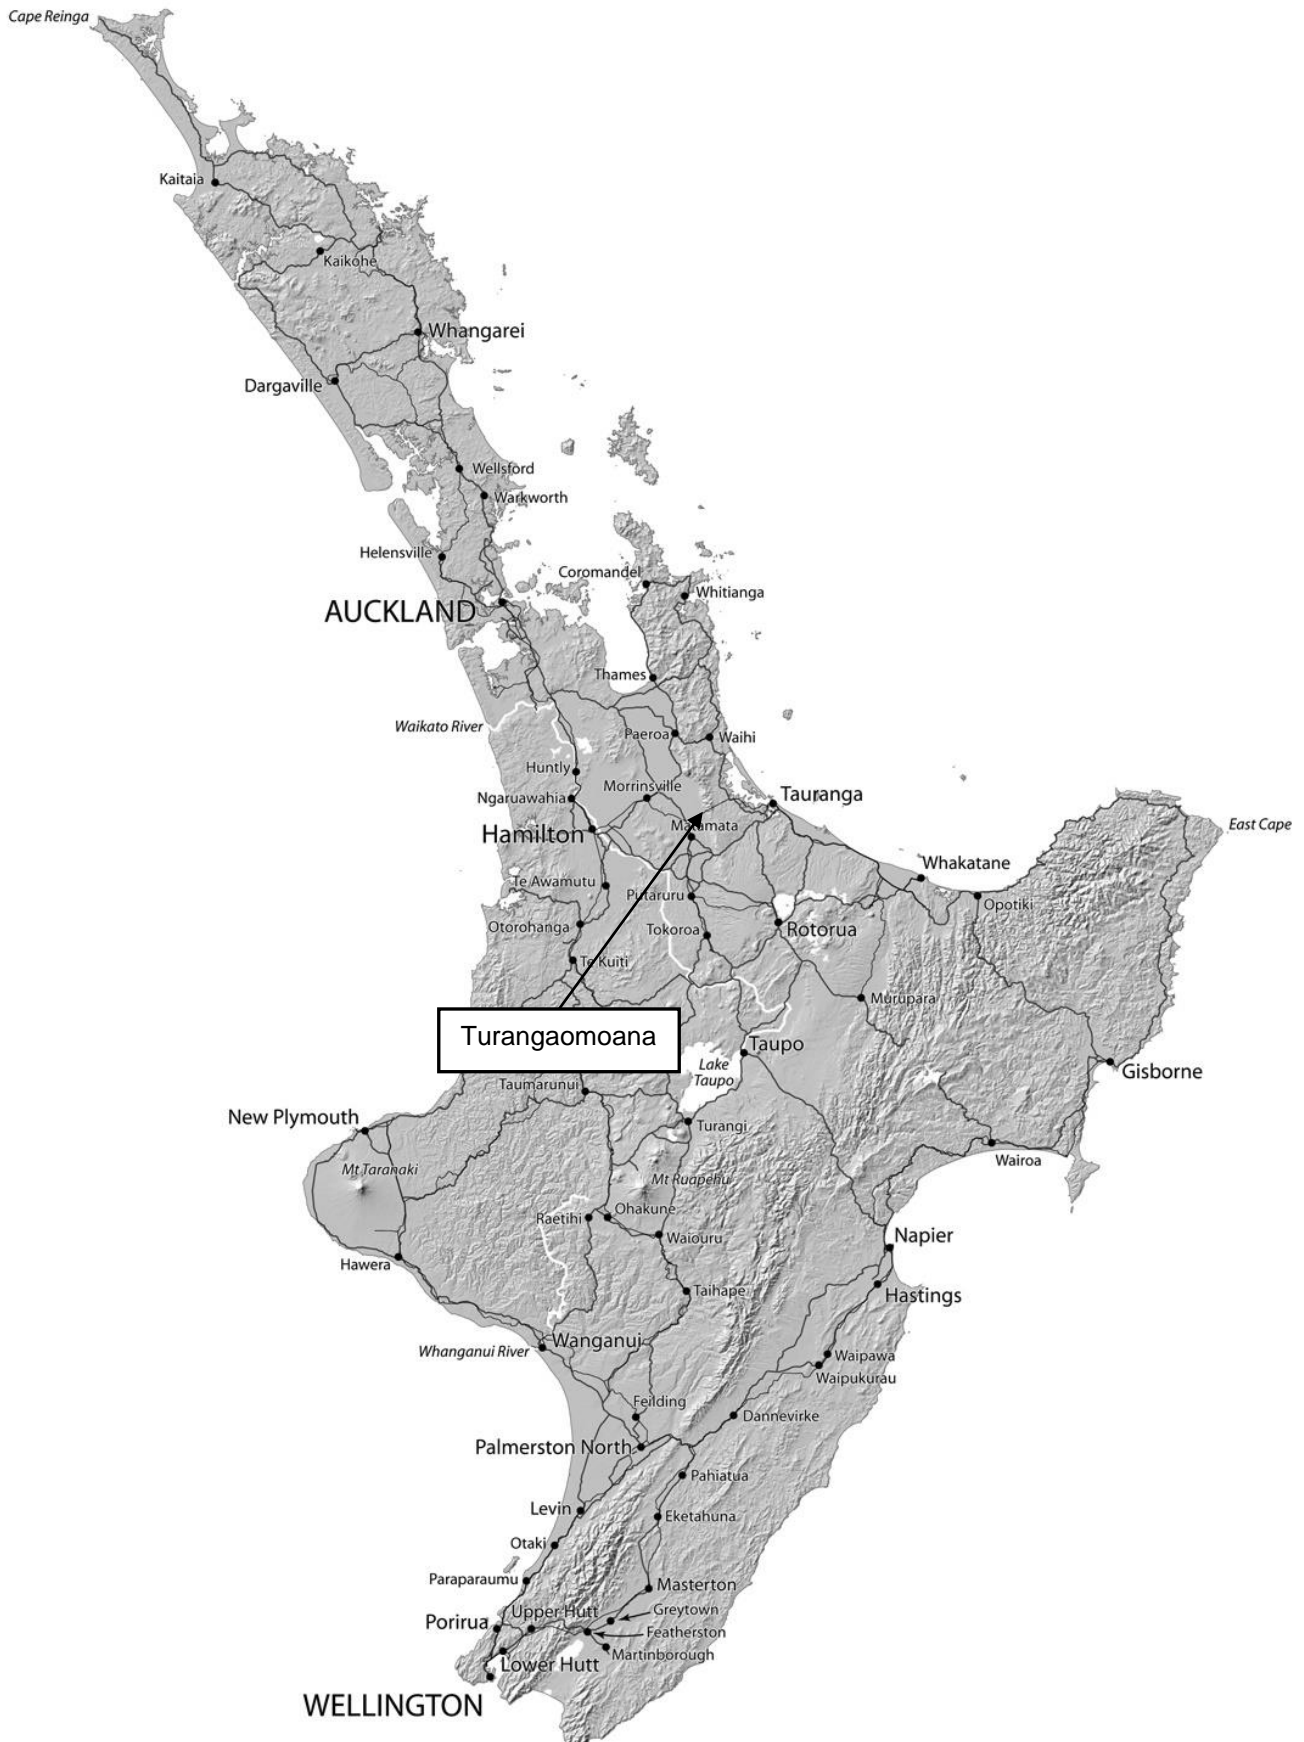 Cape Reinga
Kaitaia
Kaikohe
Whangarei
Dargaville
Wellsford
Warkworth
Helensville
Coromandel
Whitianga
AUCKLAND
Thames
Waikato River
Paeroa
Waihi
Huntly
Morrinsville
Ngaruawahia
Tauranga
Hamilton
Matamata
East Cape
Whakatane
Te Awamutu
Putaruru
Opotiki
Otorohanga
Tokoroa
Rotorua
Te Kuiti
Murupara
Turangaomoana
Taupo
Lake
Taupo
Gisborne
Taumarunui
New Plymouth
Turangi
Wairoa
Mt Taranaki
Mt Ruapehu
Raetihi
Ohakune
Waiouru
Napier
Hawera
Taihape
Hastings
Wanganui
Whanganui River
Waipawa
Waipukurau
Feilding
Dannevirke
Palmerston North
Pahiatua
Levin
Eketahuna
Otaki
Paraparaumu
Masterton
Upper Hutt
Greytown
Porirua
Featherston
Martinborough
Lower Hutt
WELLINGTON